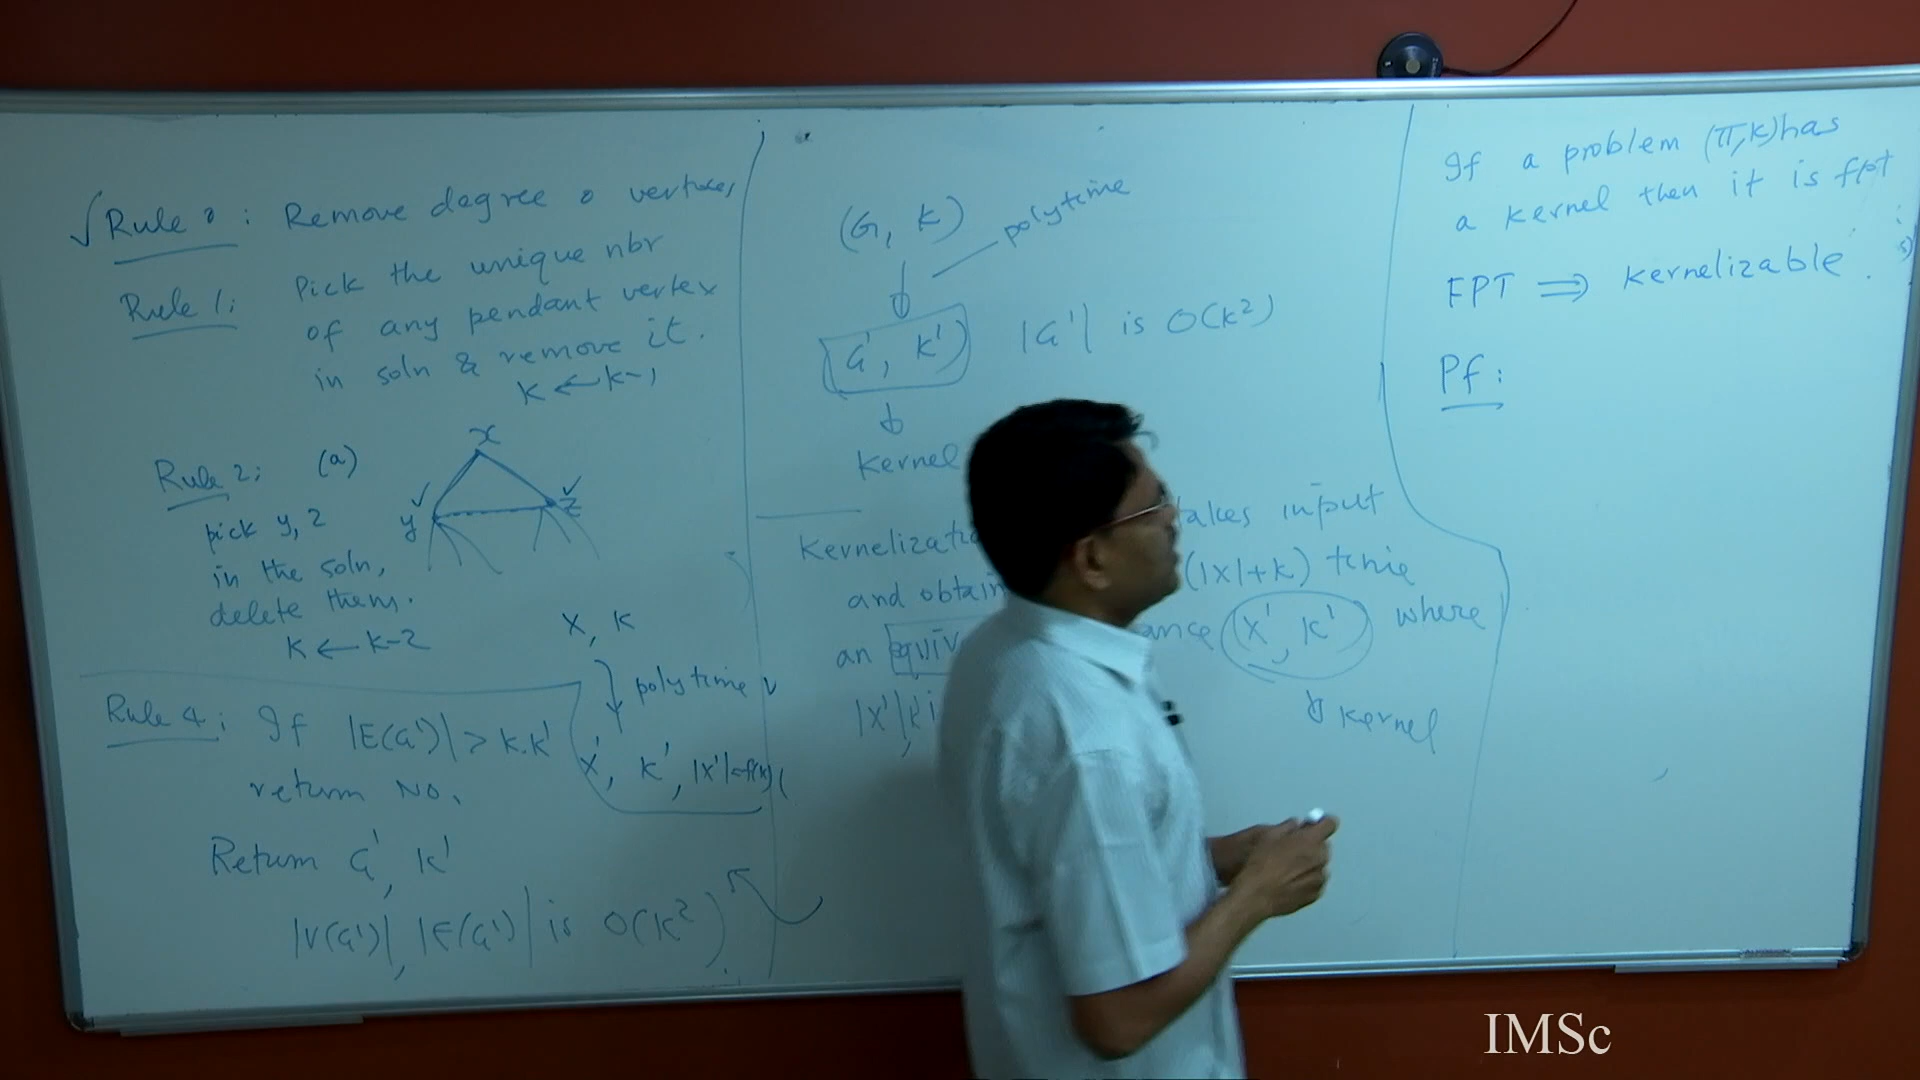 √ Rule 0 : Remove degree 0 vertices
Rule 1 : Pick the unique nbr
of any pendant vertex
in soln & remove it.
K ← K-1
Rule 2 ; (a)
pick y, z
in the soln,
delete them.
K ← K-2
x
y
z
Rule 4 ; If |E(G')| > k.k'
return NO.
Return G', K'
|V(G')|, |E(G')| is O(K²)
X, K
polytime
X', K', |X'| ≤ f(k)
(G, K)
polytime
G', K') |G'| is O(K²)
Kernel
takes input
and obtain (|X|+K) time
an equiv ance (X', K') where
|X'|, K' i
Kernel
If a problem (π, K) has
a Kernel then it is fpt
FPT ⟹ Kernelizable.
Pf :
IMSc